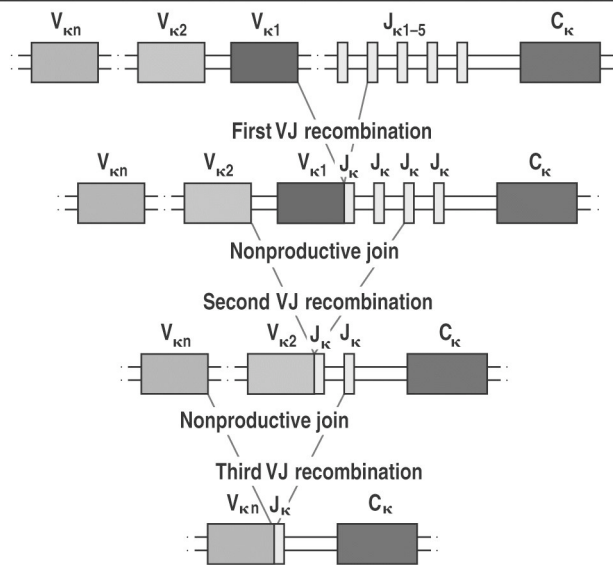 Vκn Vκ2 Vκ1 Jκ1–5 Cκ
First VJ recombination
Vκn Vκ2 Vκ1 Jκ Jκ Jκ Jκ Cκ
Nonproductive join
Second VJ recombination
Vκn Vκ2 Jκ Jκ Cκ
Nonproductive join
Third VJ recombination
Vκn Jκ Cκ